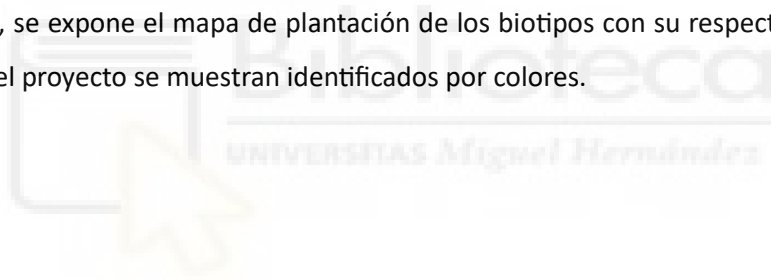 , se expone el mapa de plantación de los biotipos con su respect
el proyecto se muestran identificados por colores.
Biblioteca
UNIVERSITAS Miguel Hernández